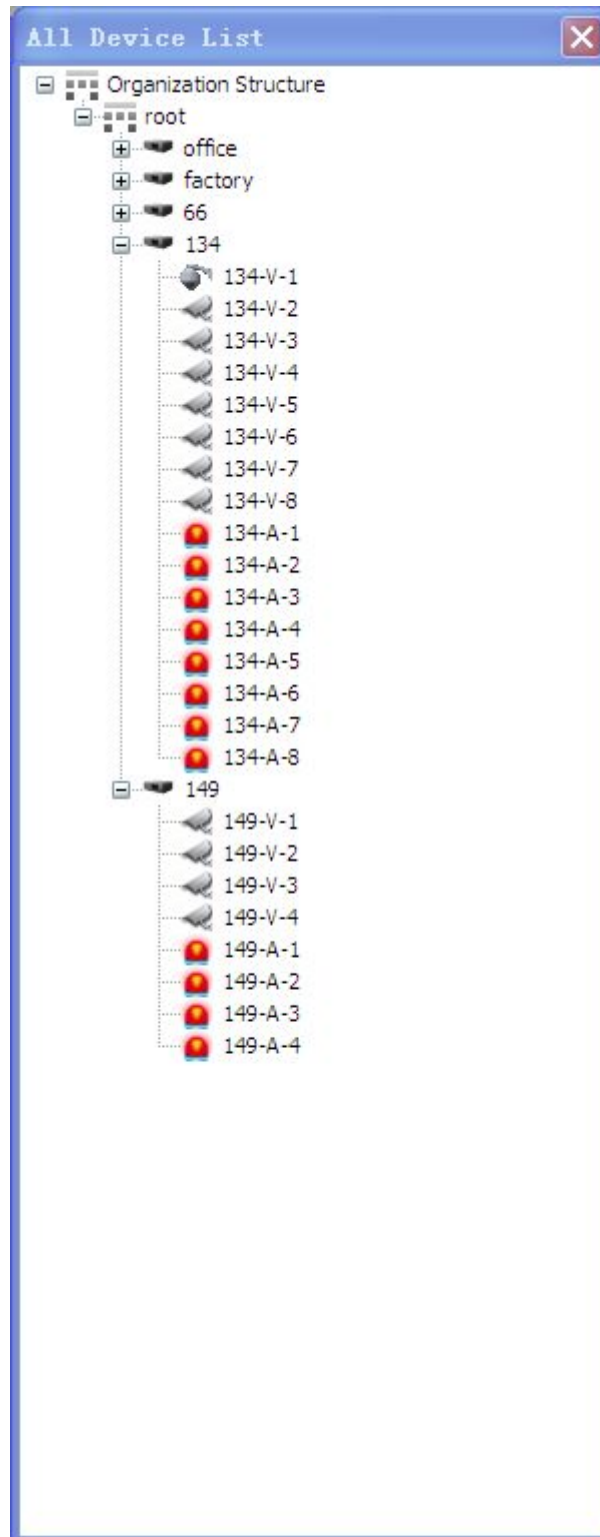 All Device List
Organization Structure
root
office
factory
66
134
134-V-1
134-V-2
134-V-3
134-V-4
134-V-5
134-V-6
134-V-7
134-V-8
134-A-1
134-A-2
134-A-3
134-A-4
134-A-5
134-A-6
134-A-7
134-A-8
149
149-V-1
149-V-2
149-V-3
149-V-4
149-A-1
149-A-2
149-A-3
149-A-4